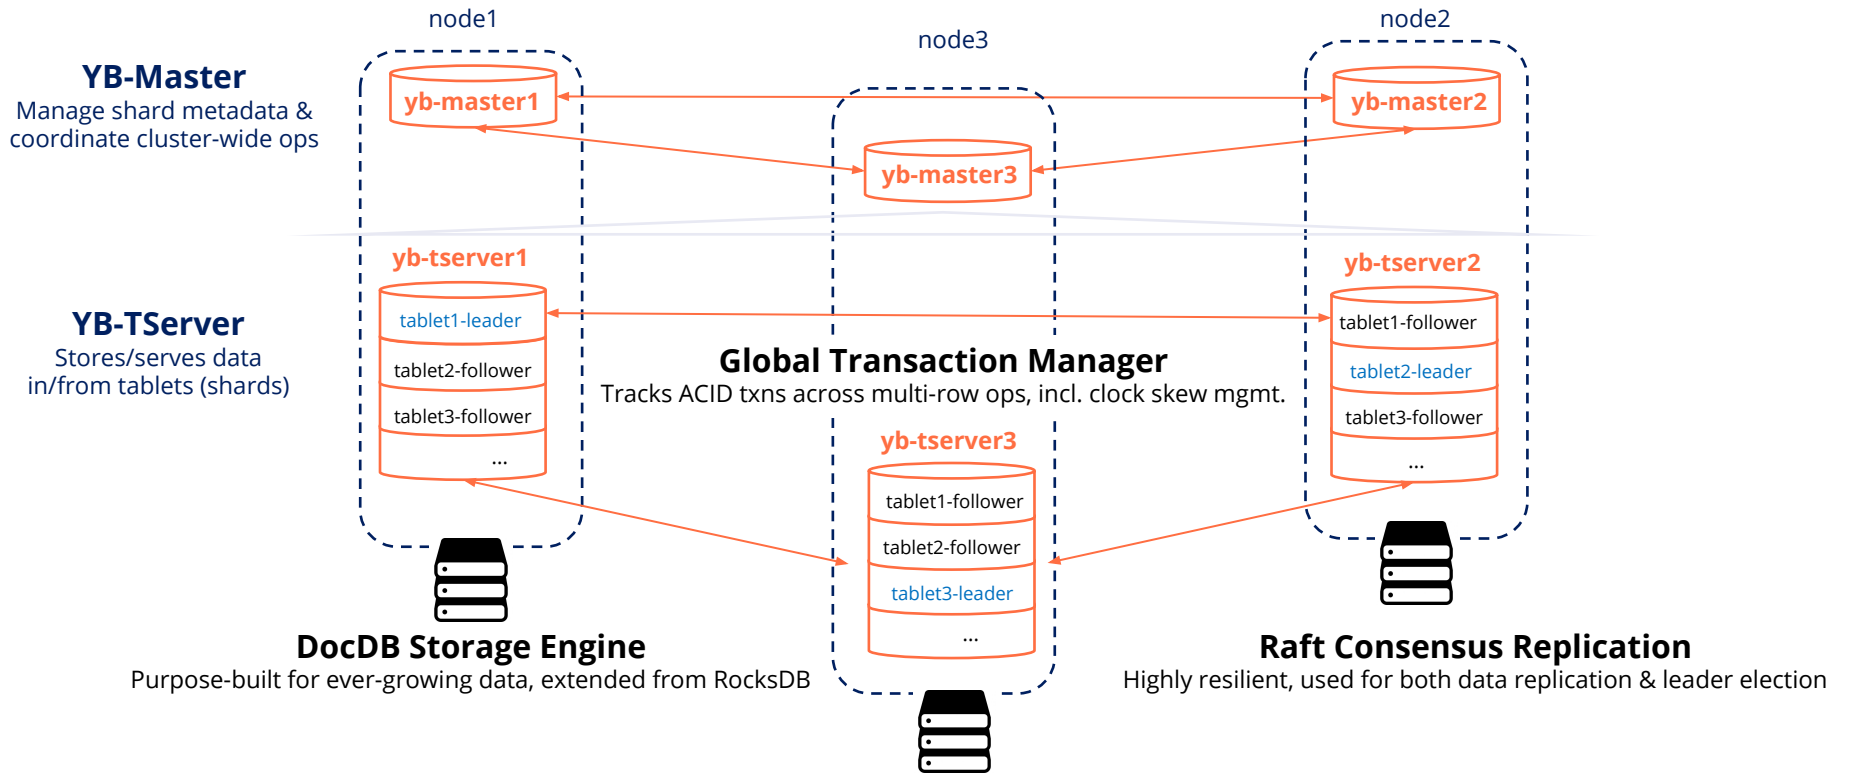 node1
node3
node2
YB-Master
Manage shard metadata &
coordinate cluster-wide ops
yb-master1
yb-master2
yb-master3
YB-TServer
Stores/serves data
in/from tablets (shards)
yb-tserver1
tablet1-leader
tablet2-follower
tablet3-follower
...
Global Transaction Manager
Tracks ACID txns across multi-row ops, incl. clock skew mgmt.
yb-tserver3
tablet1-follower
tablet2-follower
tablet3-leader
...
yb-tserver2
tablet1-follower
tablet2-leader
tablet3-follower
...
DocDB Storage Engine
Purpose-built for ever-growing data, extended from RocksDB
Raft Consensus Replication
Highly resilient, used for both data replication & leader election